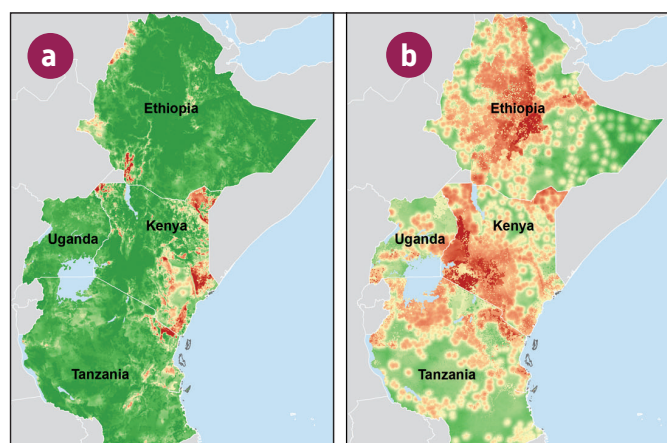 a
Ethiopia
Uganda
Kenya
Tanzania
b
Ethiopia
Uganda
Kenya
Tanzania